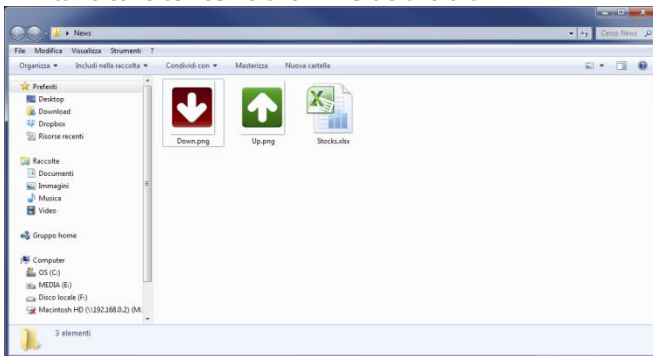 News
Cerca News
File Modifica Visualizza Strumenti ?
Organizza Includi nella raccolta Condividi con Masterizza Nuova cartella
Preferiti
Desktop
Download
Dropbox
Risorse recenti
Raccolte
Documenti
Immagini
Musica
Video
Gruppo home
Computer
OS (C:)
MEDIA (E:)
Disco locale (F:)
Macintosh HD (\\192.168.0.2) (M:
Down.png
Up.png
Stocks.xlsx
3 elementi